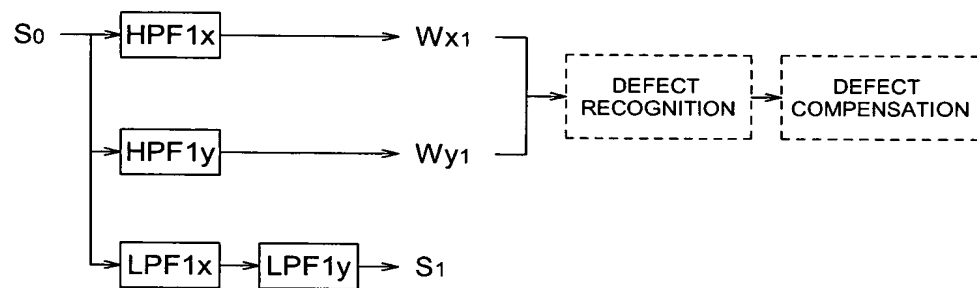 S0 HPF1x Wx1
DEFECT
RECOGNITION
DEFECT
COMPENSATION
HPF1y Wy1
LPF1x LPF1y S1